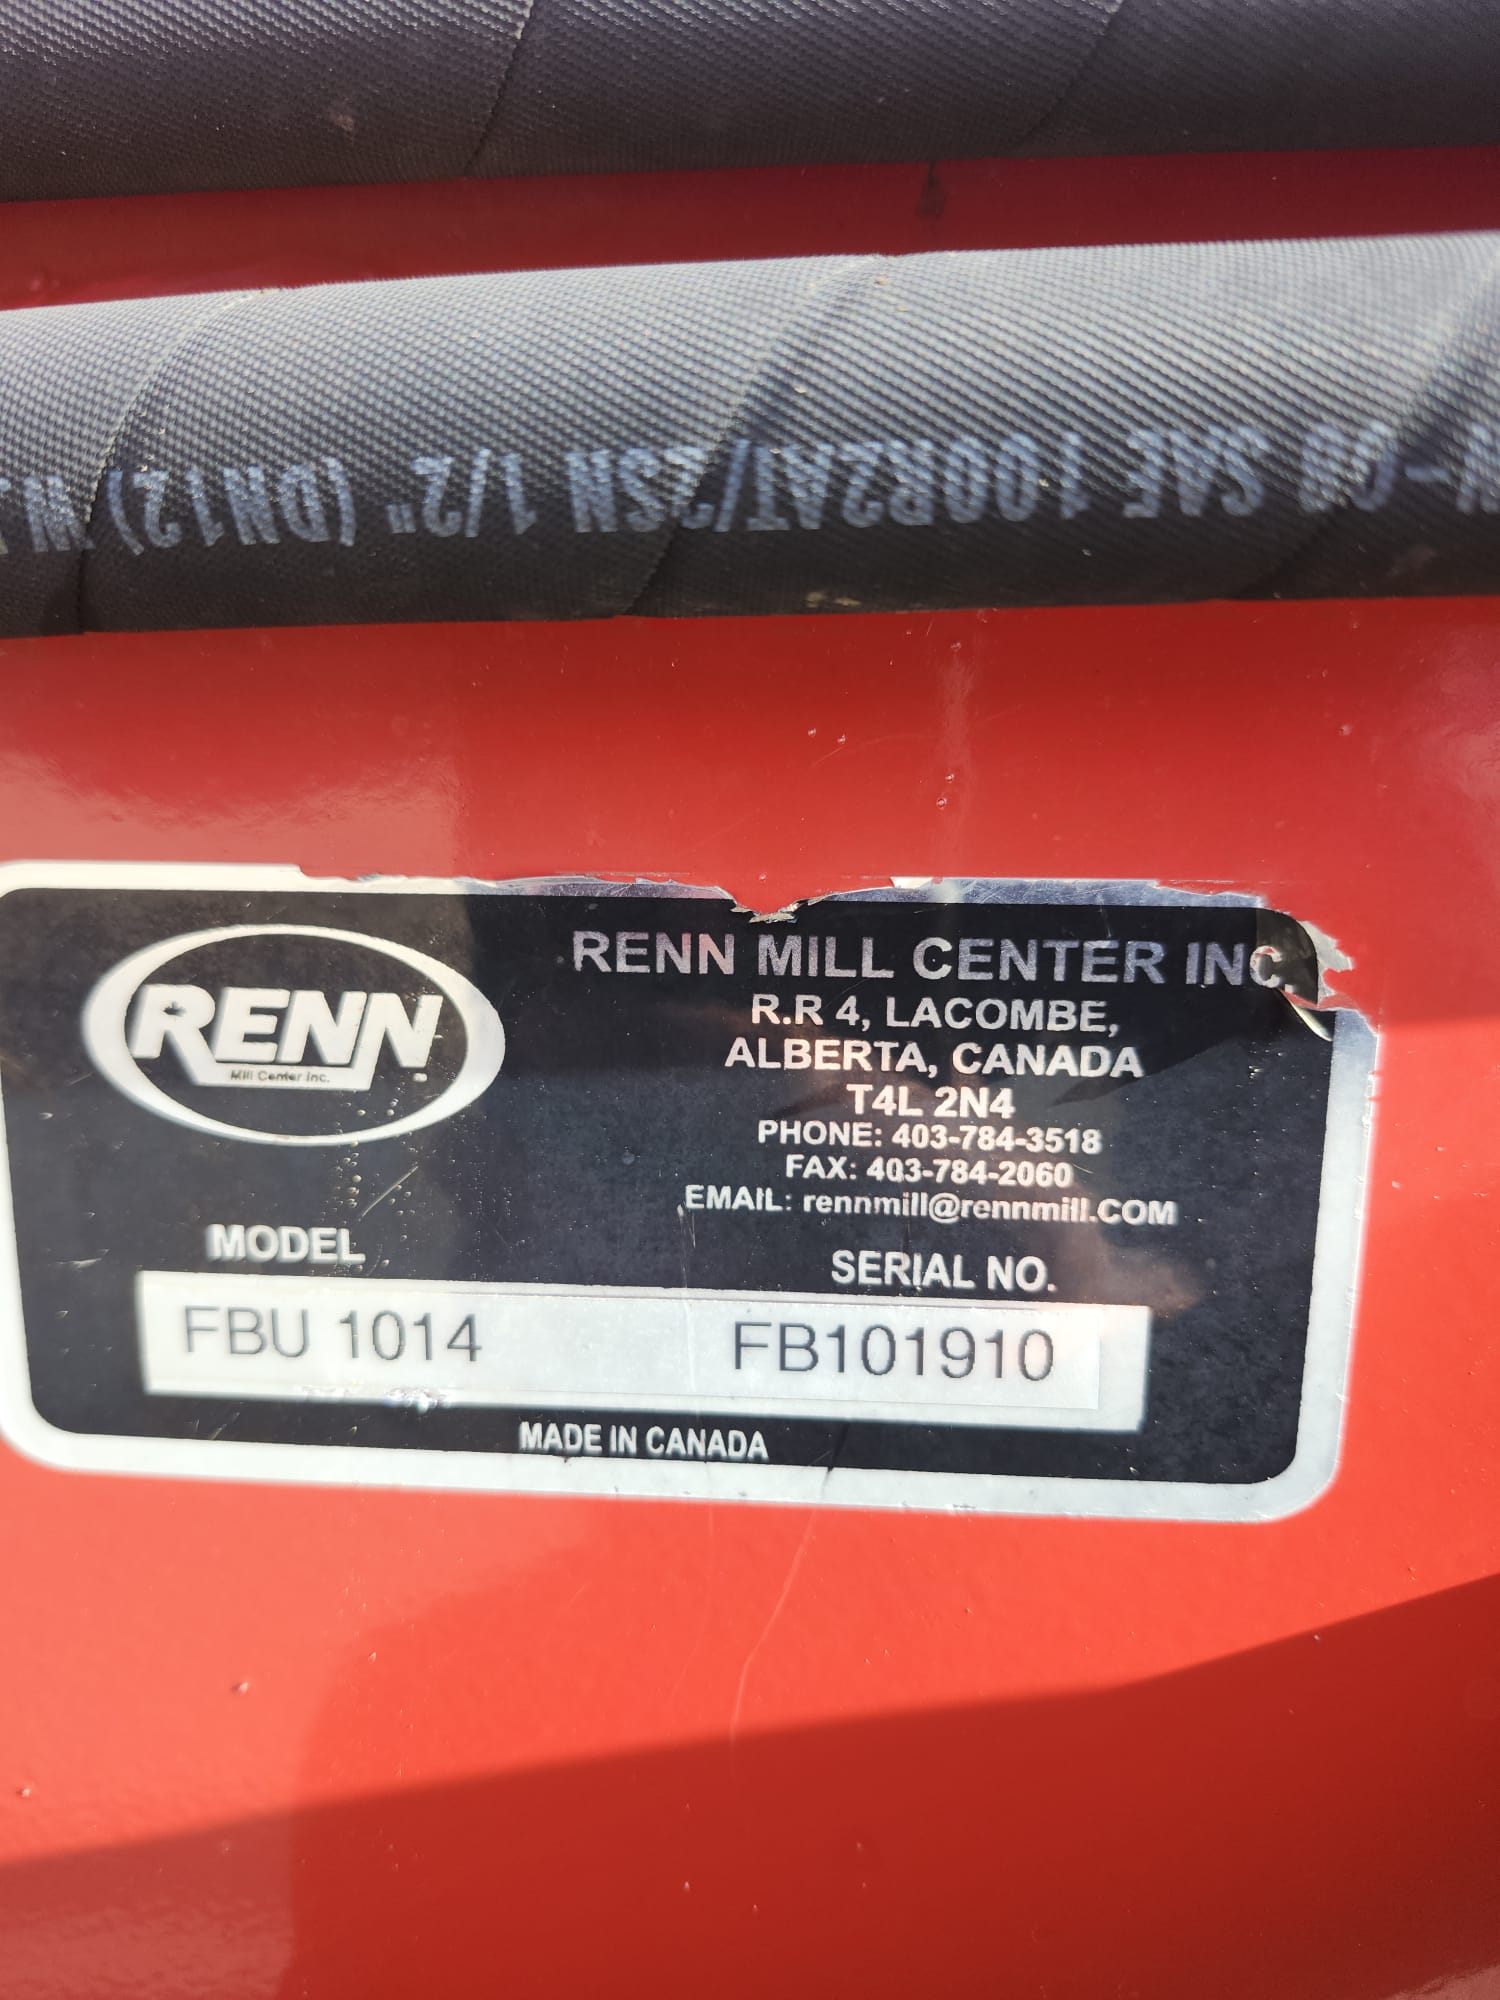 SAE 100R2AT/2SN 1/2" (DN12) W
RENN
Mill Center Inc.
RENN MILL CENTER INC.
R.R 4, LACOMBE,
ALBERTA, CANADA
T4L 2N4
PHONE: 403-784-3518
FAX: 403-784-2060
EMAIL: rennmill@rennmill.COM
MODEL
SERIAL NO.
FBU 1014
FB101910
MADE IN CANADA